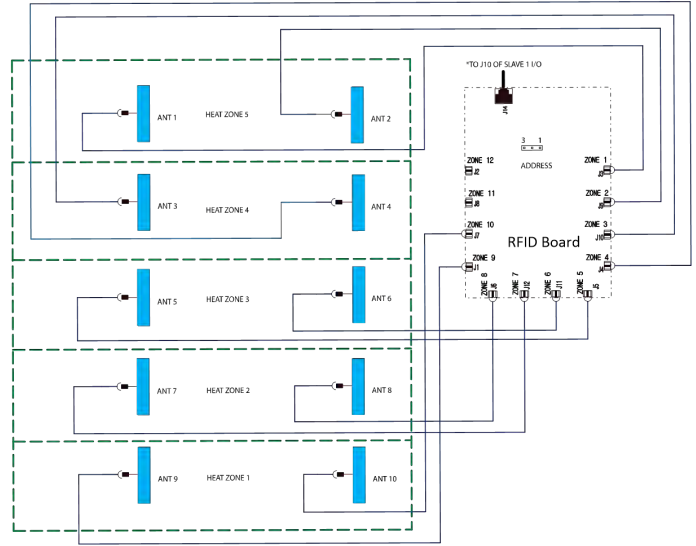 *TO J10 OF SLAVE 1 I/O
J14
3 1
ADDRESS
ANT 1
HEAT ZONE 5
ANT 2
ZONE 12
J2
ZONE 1
J3
ANT 3
HEAT ZONE 4
ANT 4
ZONE 11
J8
ZONE 2
J9
ZONE 10
J7
ZONE 3
J10
RFID Board
ZONE 9
J1
ZONE 4
J4
ZONE 8
J6
ZONE 7
J12
ZONE 6
J11
ZONE 5
J5
ANT 5
HEAT ZONE 3
ANT 6
ANT 7
HEAT ZONE 2
ANT 8
ANT 9
HEAT ZONE 1
ANT 10